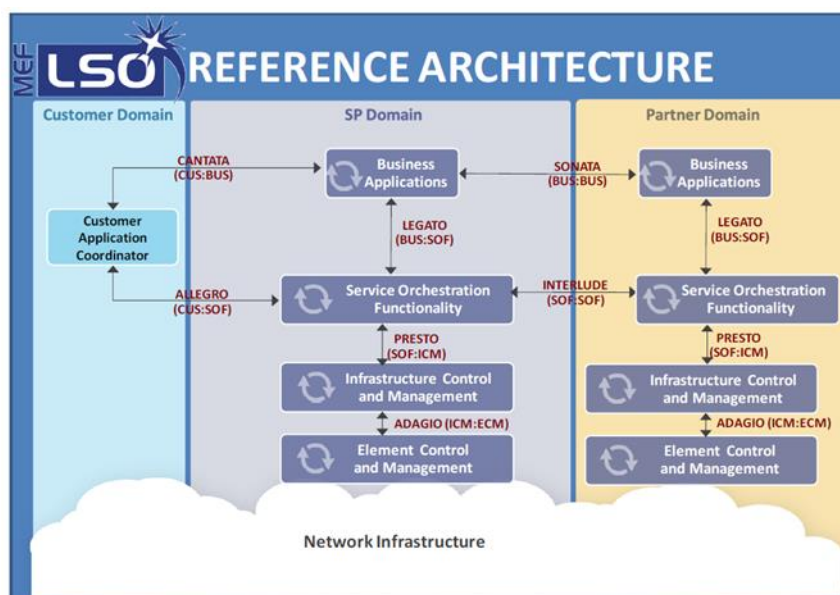 MEF
LSO
REFERENCE ARCHITECTURE
Customer Domain
SP Domain
Partner Domain
CANTATA
(CUS:BUS)
Business
Applications
SONATA
(BUS:BUS)
Business
Applications
Customer
Application
Coordinator
LEGATO
(BUS:SOF)
LEGATO
(BUS:SOF)
ALLEGRO
(CUS:SOF)
Service Orchestration
Functionality
INTERLUDE
(SOF:SOF)
Service Orchestration
Functionality
PRESTO
(SOF:ICM)
PRESTO
(SOF:ICM)
Infrastructure Control
and Management
Infrastructure Control
and Management
ADAGIO (ICM:ECM)
ADAGIO (ICM:ECM)
Element Control
and Management
Element Control
and Management
Network Infrastructure